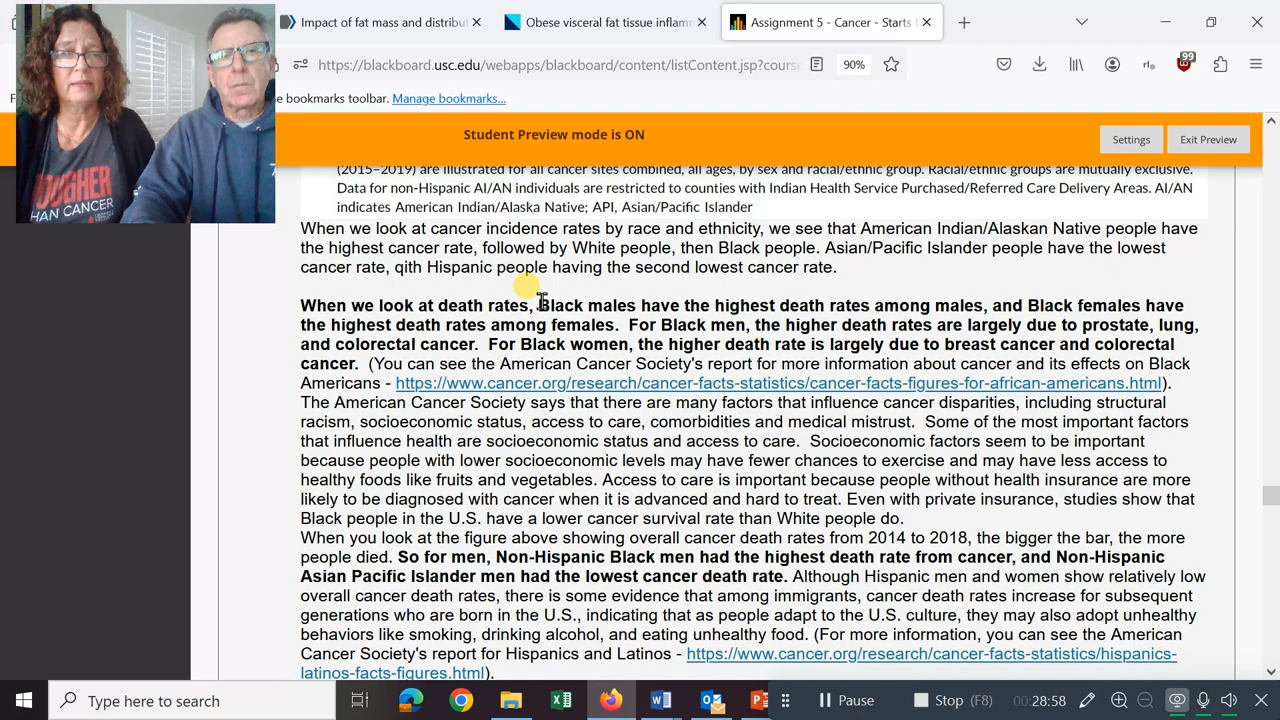 Impact of fat mass and distribut
Obese visceral fat tissue inflamn
Assignment 5 - Cancer - Starts N
https://blackboard.usc.edu/webapps/blackboard/content/listContent.jsp?cours
90%
99
e bookmarks toolbar. Manage bookmarks...
Student Preview mode is ON
Settings
Exit Preview
TOUGHER
HAN CANCER
(2015–2019) are illustrated for all cancer sites combined, all ages, by sex and racial/ethnic group. Racial/ethnic groups are mutually exclusive.
Data for non-Hispanic AI/AN individuals are restricted to counties with Indian Health Service Purchased/Referred Care Delivery Areas. AI/AN
indicates American Indian/Alaska Native; API, Asian/Pacific Islander
When we look at cancer incidence rates by race and ethnicity, we see that American Indian/Alaskan Native people have
the highest cancer rate, followed by White people, then Black people. Asian/Pacific Islander people have the lowest
cancer rate, qith Hispanic people having the second lowest cancer rate.
When we look at death rates, Black males have the highest death rates among males, and Black females have
the highest death rates among females. For Black men, the higher death rates are largely due to prostate, lung,
and colorectal cancer. For Black women, the higher death rate is largely due to breast cancer and colorectal
cancer. (You can see the American Cancer Society's report for more information about cancer and its effects on Black
Americans - https://www.cancer.org/research/cancer-facts-statistics/cancer-facts-figures-for-african-americans.html).
The American Cancer Society says that there are many factors that influence cancer disparities, including structural
racism, socioeconomic status, access to care, comorbidities and medical mistrust. Some of the most important factors
that influence health are socioeconomic status and access to care. Socioeconomic factors seem to be important
because people with lower socioeconomic levels may have fewer chances to exercise and may have less access to
healthy foods like fruits and vegetables. Access to care is important because people without health insurance are more
likely to be diagnosed with cancer when it is advanced and hard to treat. Even with private insurance, studies show that
Black people in the U.S. have a lower cancer survival rate than White people do.
When you look at the figure above showing overall cancer death rates from 2014 to 2018, the bigger the bar, the more
people died. So for men, Non-Hispanic Black men had the highest death rate from cancer, and Non-Hispanic
Asian Pacific Islander men had the lowest cancer death rate. Although Hispanic men and women show relatively low
overall cancer death rates, there is some evidence that among immigrants, cancer death rates increase for subsequent
generations who are born in the U.S., indicating that as people adapt to the U.S. culture, they may also adopt unhealthy
behaviors like smoking, drinking alcohol, and eating unhealthy food. (For more information, you can see the American
Cancer Society's report for Hispanics and Latinos - https://www.cancer.org/research/cancer-facts-statistics/hispanics-
latinos-facts-figures.html).
Type here to search
Pause
Stop (F8)
00:28:58